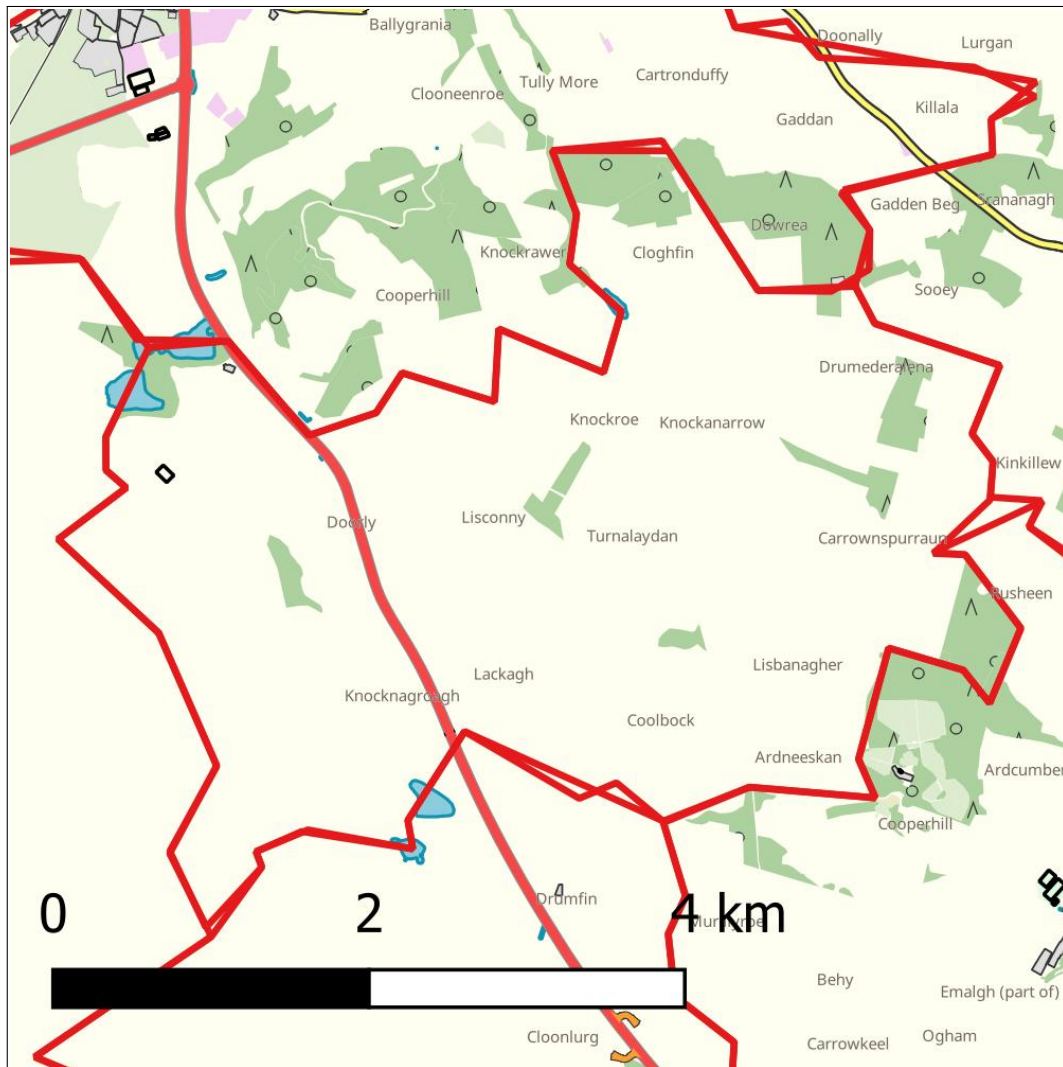 Ballygrania
Doonally
Lurgan
Tully More
Cartronduffy
Clooneenroe
Killala
Gaddan
Gadden Beg
Srananagh
Dowrea
Knockrawer
Cloghfin
Cooperhill
Sooey
Drumederalena
Knockroe
Knockanarrow
Kinkillew
Doorly
Lisconny
Turnalaydan
Carrownspurraun
Rusheen
Lisbanagher
Lackagh
Knocknagroagh
Coolbock
Ardneeskan
Ardcumber
Cooperhill
Drumfin
0 2 4 km
Behy
Emalgh (part of)
Cloonlurg
Carrowkeel
Ogham